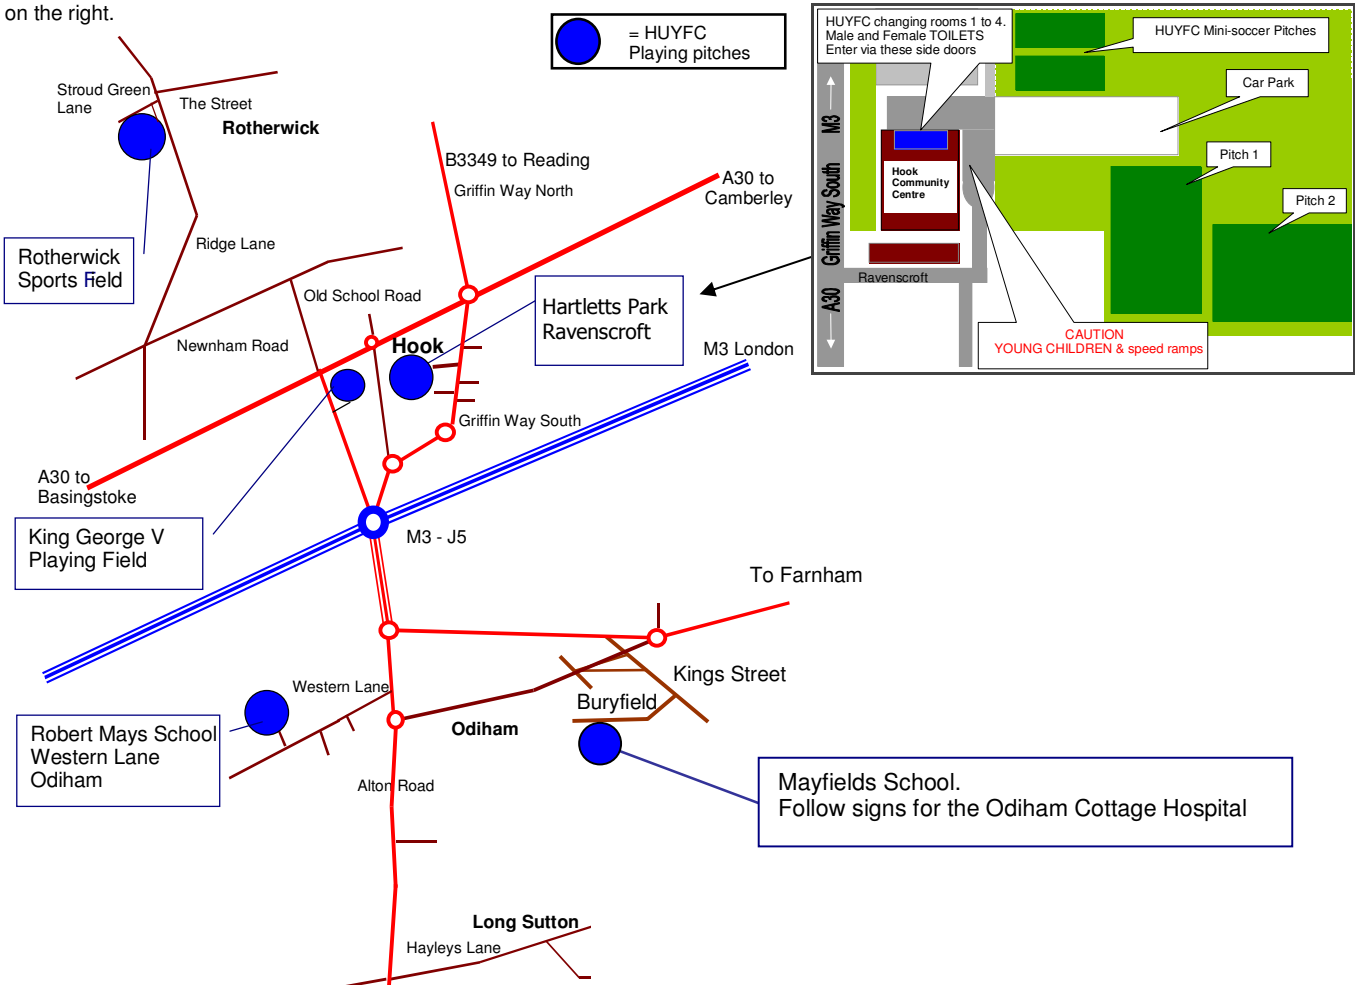 on the right.
= HUYFC
Playing pitches
HUYFC changing rooms 1 to 4.
Male and Female TOILETS
Enter via these side doors
HUYFC Mini-soccer Pitches
Car Park
Pitch 1
Pitch 2
M3
Griffin Way South
A30
Hook
Community
Centre
Ravenscroft
CAUTION
YOUNG CHILDREN & speed ramps
Stroud Green
Lane
The Street
Rotherwick
B3349 to Reading
Griffin Way North
A30 to
Camberley
Ridge Lane
Rotherwick
Sports Field
Old School Road
Hartletts Park
Ravenscroft
Newnham Road
Hook
M3 London
Griffin Way South
A30 to
Basingstoke
King George V
Playing Field
M3 - J5
To Farnham
Western Lane
Kings Street
Buryfield
Robert Mays School
Western Lane
Odiham
Odiham
Alton Road
Mayfields School.
Follow signs for the Odiham Cottage Hospital
Long Sutton
Hayleys Lane